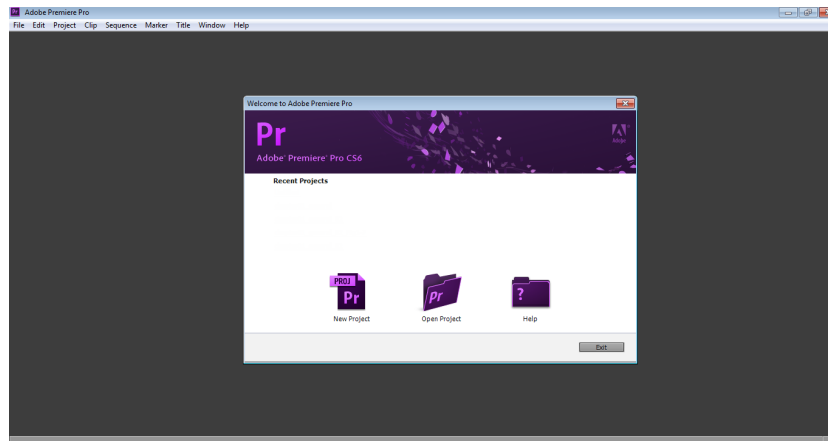 Pr Adobe Premiere Pro
File Edit Project Clip Sequence Marker Title Window Help
Welcome to Adobe Premiere Pro
Pr
Adobe® Premiere® Pro CS6
Adobe
Recent Projects
PROJ
Pr
Pr
?
New Project Open Project Help
Exit